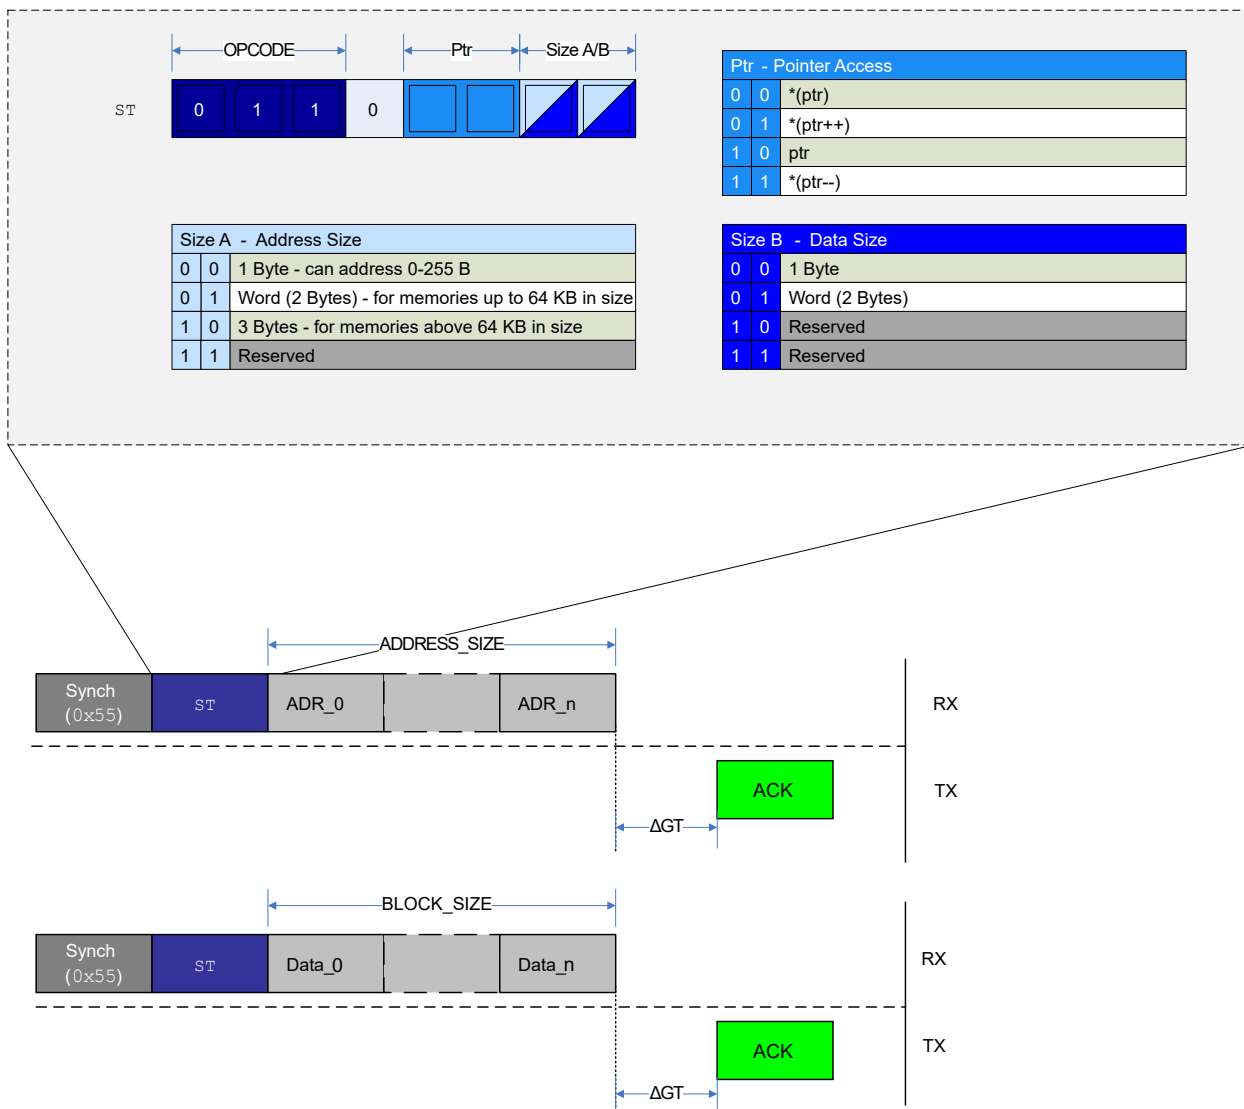 OPCODE Ptr Size A/B
ST 0 1 1 0
Ptr - Pointer Access
0 0 *(ptr)
0 1 *(ptr++)
1 0 ptr
1 1 *(ptr--)
Size A - Address Size
0 0 1 Byte - can address 0-255 B
0 1 Word (2 Bytes) - for memories up to 64 KB in size
1 0 3 Bytes - for memories above 64 KB in size
1 1 Reserved
Size B - Data Size
0 0 1 Byte
0 1 Word (2 Bytes)
1 0 Reserved
1 1 Reserved
ADDRESS_SIZE
Synch
(0x55)
ST
ADR_0
ADR_n
RX
ACK
TX
ΔGT
BLOCK_SIZE
Synch
(0x55)
ST
Data_0
Data_n
RX
ACK
TX
ΔGT